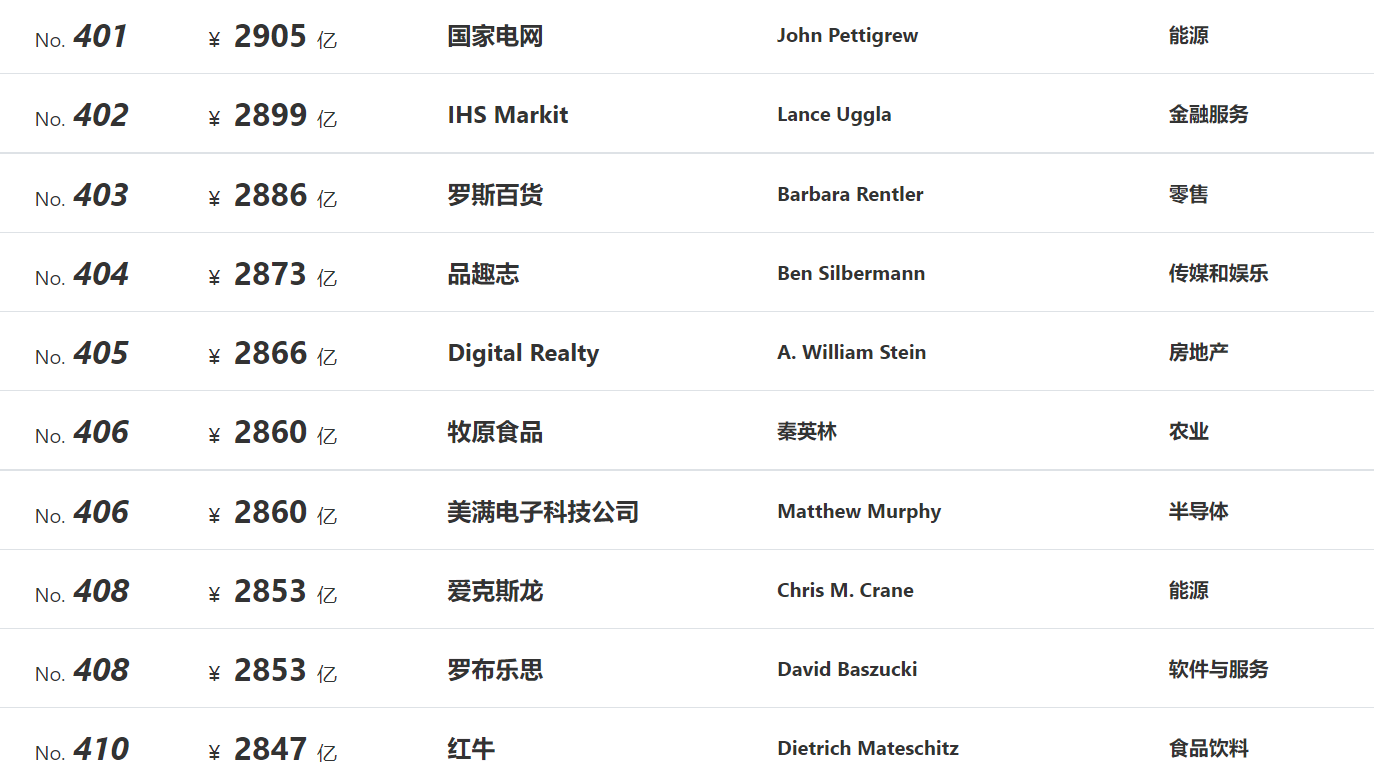 No. 401 ¥ 2905 亿 国家电网 John Pettigrew 能源
No. 402 ¥ 2899 亿 IHS Markit Lance Uggla 金融服务
No. 403 ¥ 2886 亿 罗斯百货 Barbara Rentler 零售
No. 404 ¥ 2873 亿 品趣志 Ben Silbermann 传媒和娱乐
No. 405 ¥ 2866 亿 Digital Realty A. William Stein 房地产
No. 406 ¥ 2860 亿 牧原食品 秦英林 农业
No. 406 ¥ 2860 亿 美满电子科技公司 Matthew Murphy 半导体
No. 408 ¥ 2853 亿 爱克斯龙 Chris M. Crane 能源
No. 408 ¥ 2853 亿 罗布乐思 David Baszucki 软件与服务
No. 410 ¥ 2847 亿 红牛 Dietrich Mateschitz 食品饮料